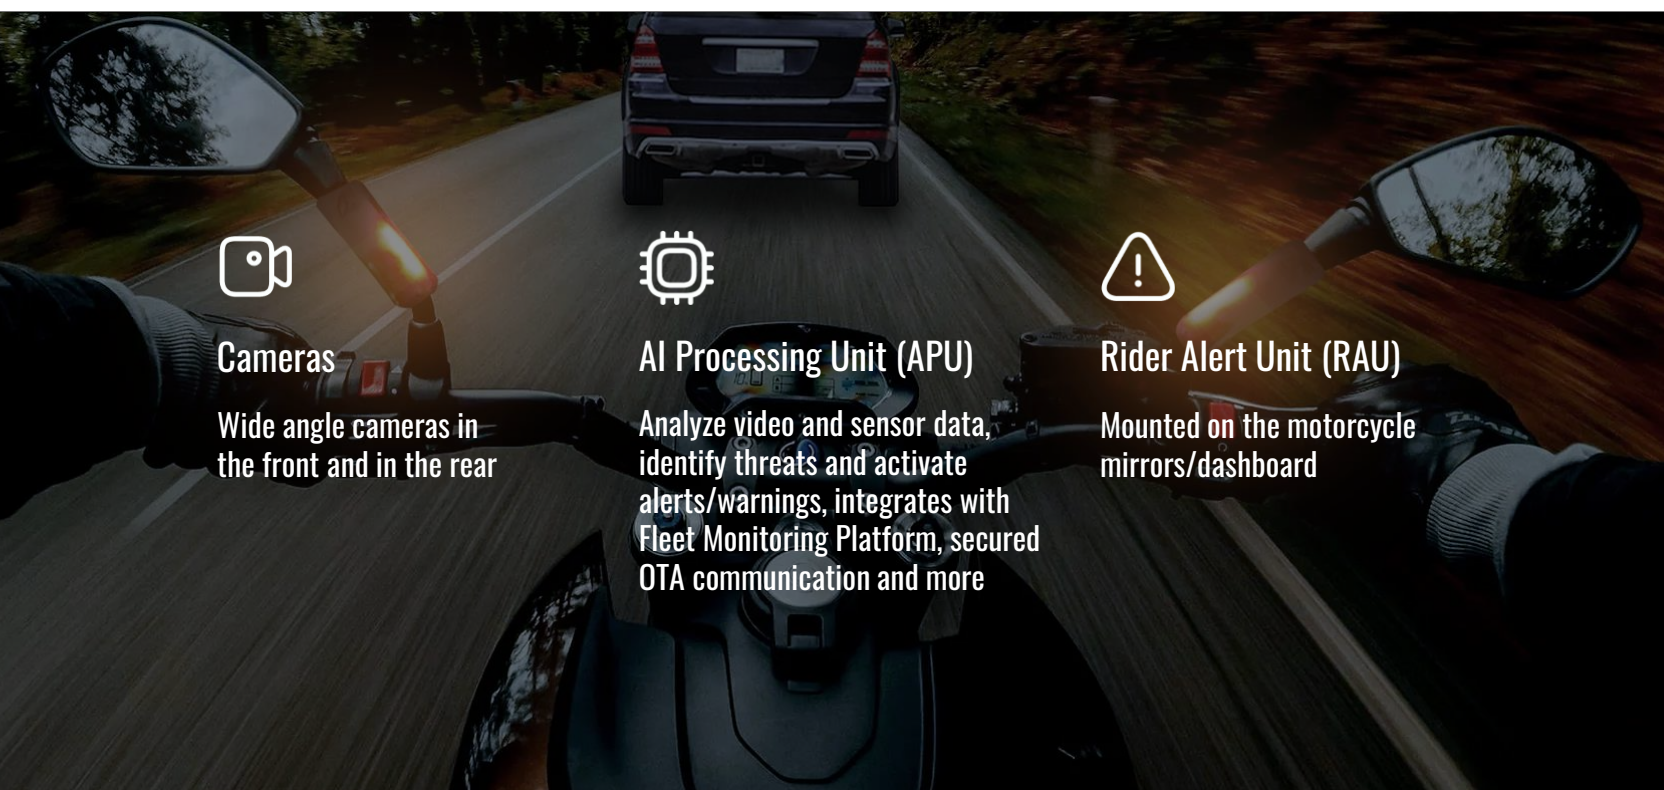 Cameras
Wide angle cameras in
the front and in the rear
AI Processing Unit (APU)
Analyze video and sensor data,
identify threats and activate
alerts/warnings, integrates with
Fleet Monitoring Platform, secured
OTA communication and more
Rider Alert Unit (RAU)
Mounted on the motorcycle
mirrors/dashboard